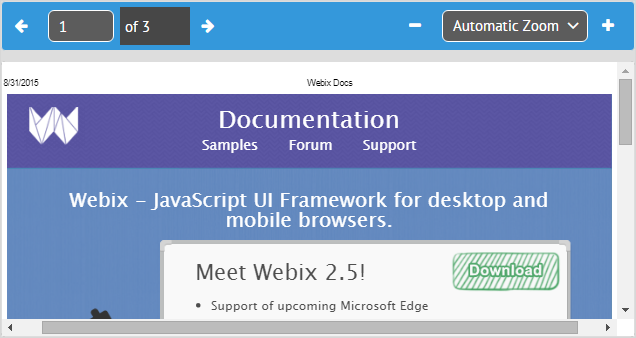 1 of 3 Automatic Zoom
8/31/2015 Webix Docs
Documentation
Samples Forum Support
Webix - JavaScript UI Framework for desktop and
mobile browsers.
Meet Webix 2.5! Download
• Support of upcoming Microsoft Edge